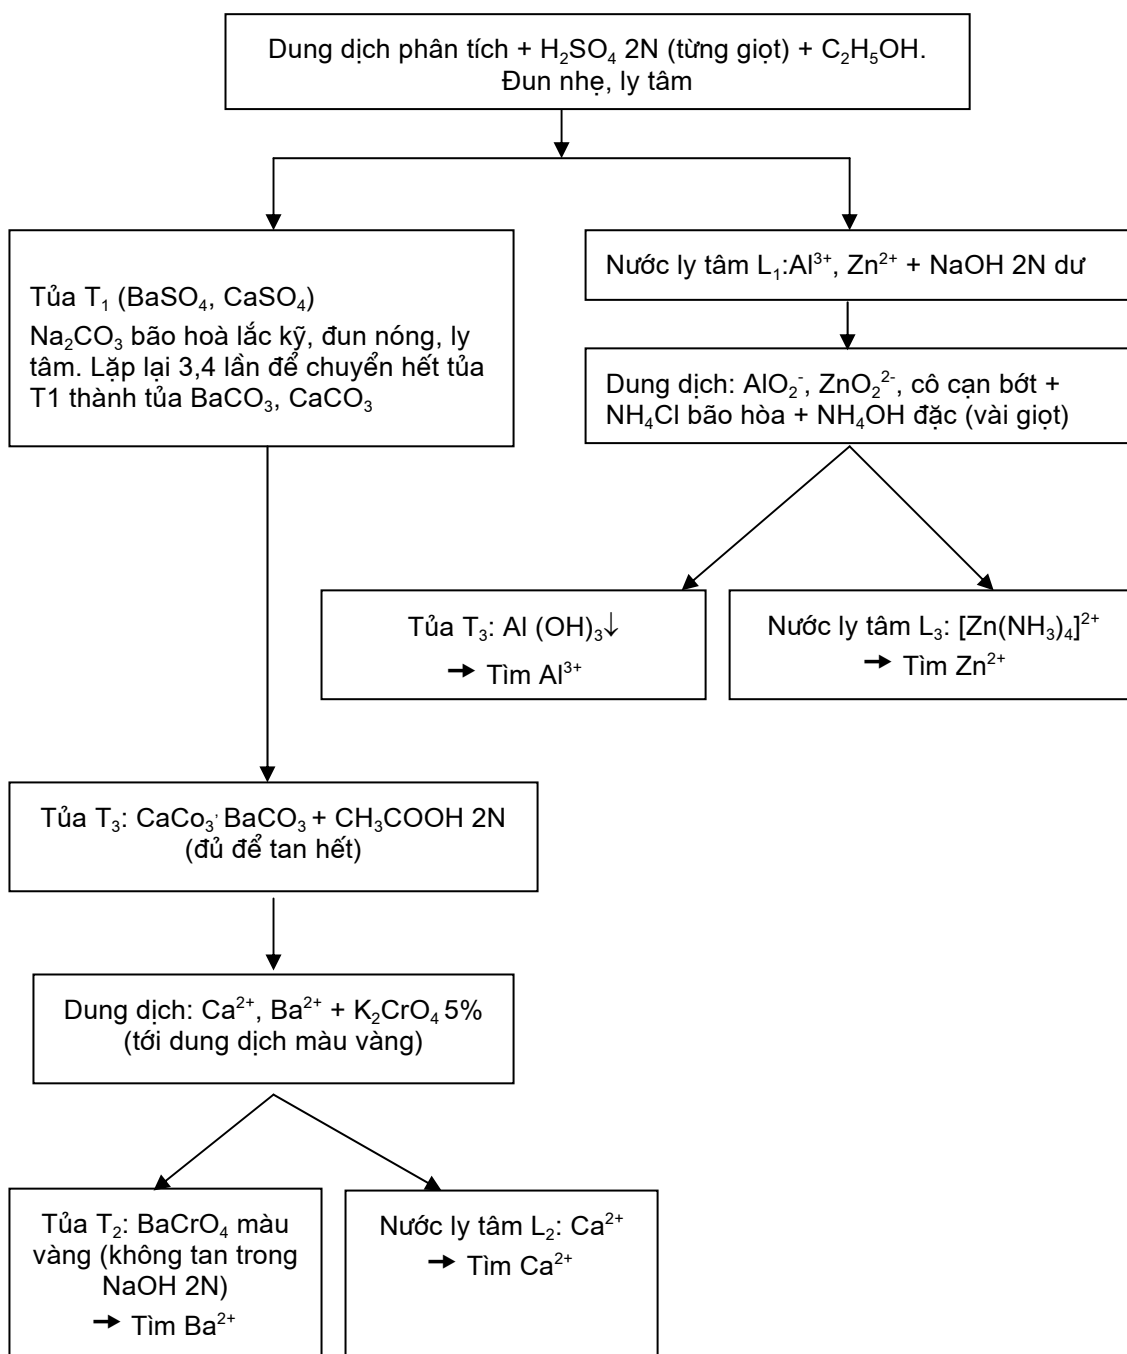 Dung dịch phân tích + H₂SO₄ 2N (từng giọt) + C₂H₅OH.
Đun nhẹ, ly tâm
Tủa T₁ (BaSO₄, CaSO₄)
Na₂CO₃ bão hoà lắc kỹ, đun nóng, ly
tâm. Lặp lại 3,4 lần để chuyển hết tủa
T1 thành tủa BaCO₃, CaCO₃
Nước ly tâm L₁:Al³⁺, Zn²⁺ + NaOH 2N dư
Dung dịch: AlO₂⁻, ZnO₂²⁻, cô cạn bớt +
NH₄Cl bão hòa + NH₄OH đặc (vài giọt)
Tủa T₃: Al (OH)₃↓
→ Tìm Al³⁺
Nước ly tâm L₃: [Zn(NH₃)₄]²⁺
→ Tìm Zn²⁺
Tủa T₃: CaCo₃, BaCO₃ + CH₃COOH 2N
(đủ để tan hết)
Dung dịch: Ca²⁺, Ba²⁺ + K₂CrO₄ 5%
(tới dung dịch màu vàng)
Tủa T₂: BaCrO₄ màu
vàng (không tan trong
NaOH 2N)
→ Tìm Ba²⁺
Nước ly tâm L₂: Ca²⁺
→ Tìm Ca²⁺